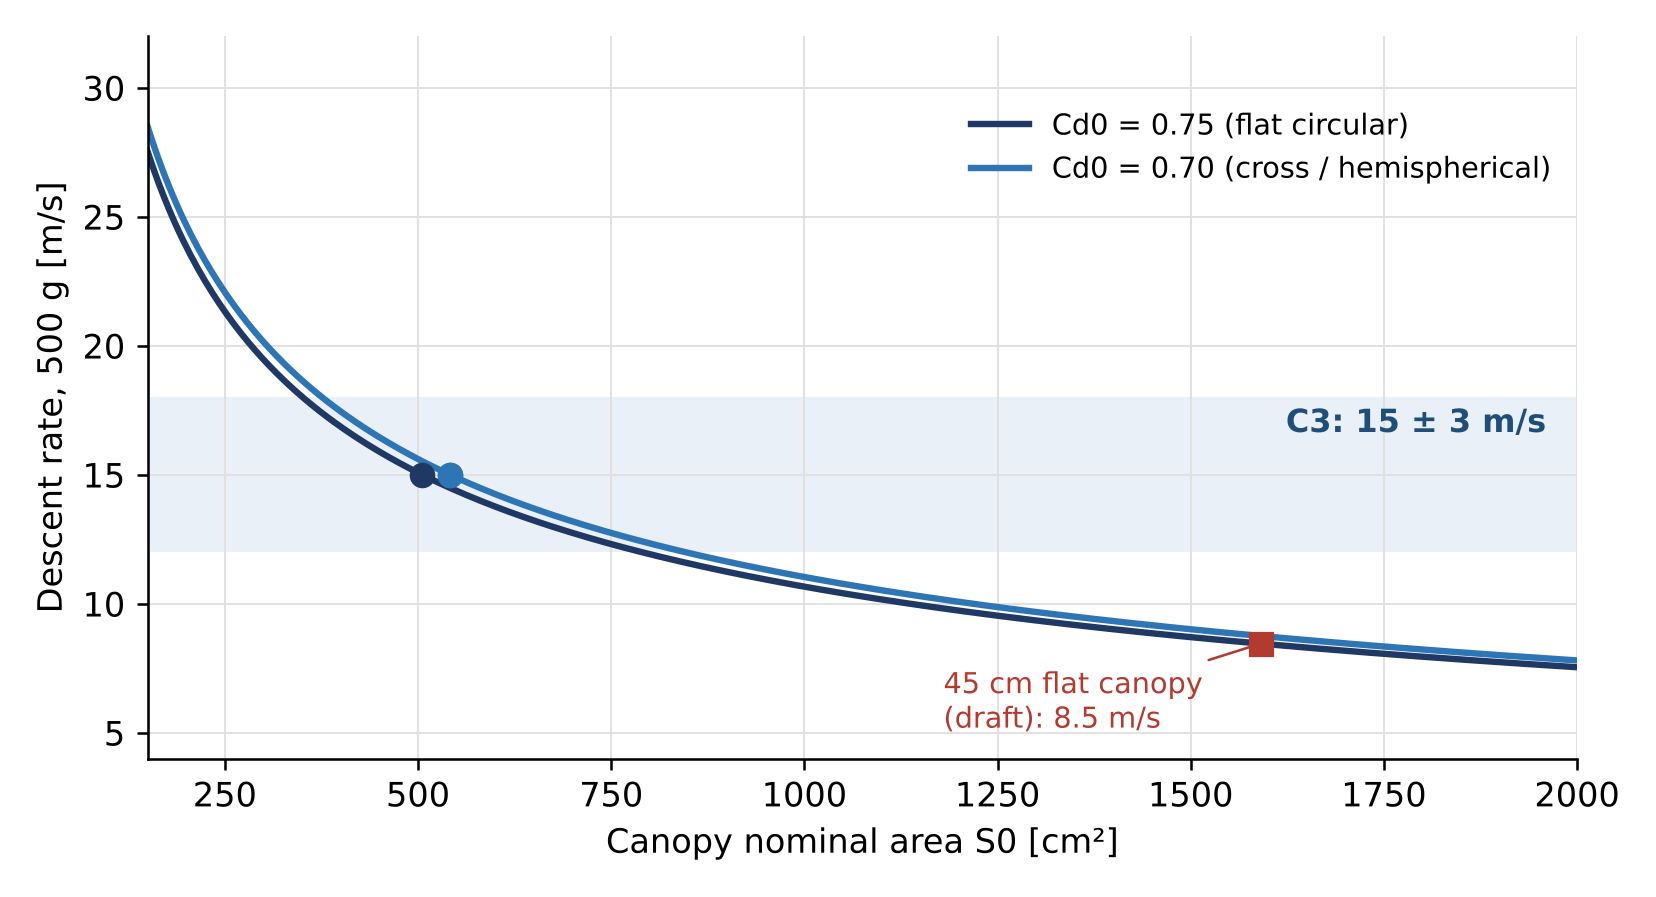 30
25
20
15
10
5
Descent rate, 500 g [m/s]
Cd0 = 0.75 (flat circular)
Cd0 = 0.70 (cross / hemispherical)
C3: 15 ± 3 m/s
45 cm flat canopy
(draft): 8.5 m/s
250 500 750 1000 1250 1500 1750 2000
Canopy nominal area S0 [cm²]